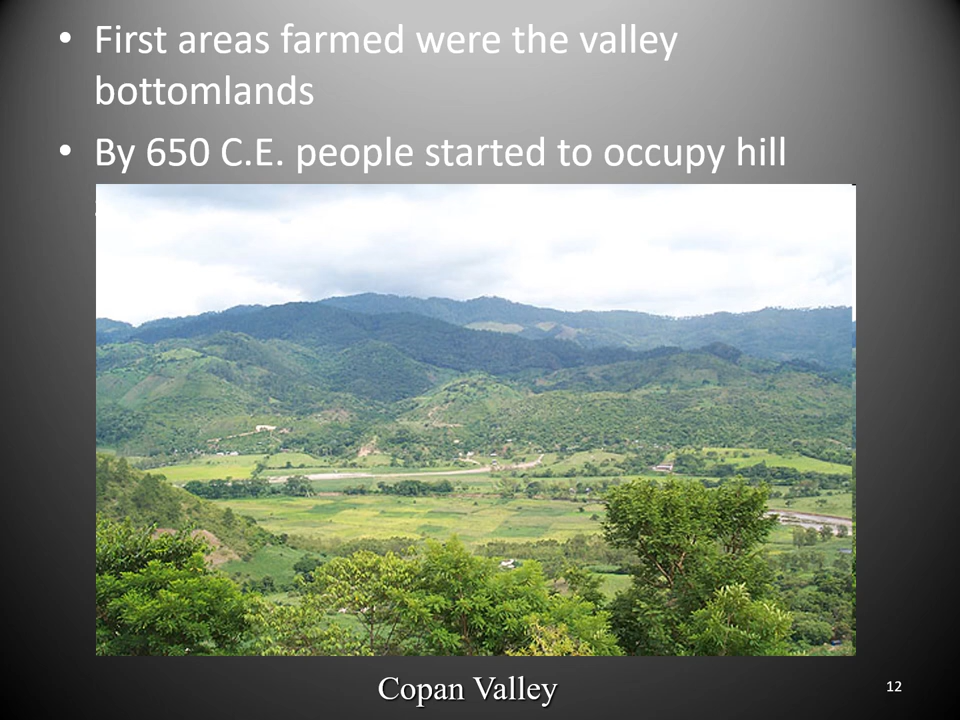 • First areas farmed were the valley
bottomlands
• By 650 C.E. people started to occupy hill
Copan Valley
12